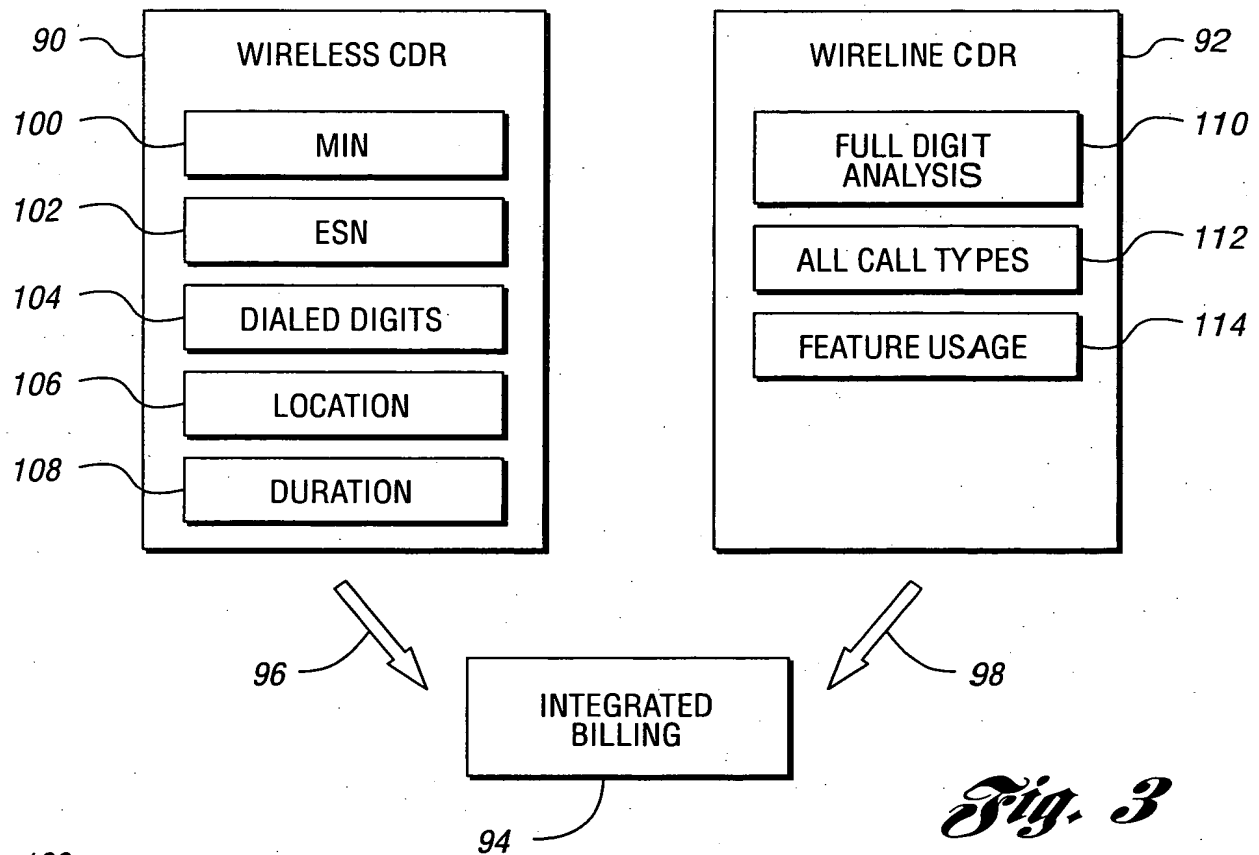 90
WIRELESS CDR
100
MIN
102
ESN
104
DIALED DIGITS
106
LOCATION
108
DURATION
92
WIRELINE CDR
110
FULL DIGIT
ANALYSIS
112
ALL CALL TYPES
114
FEATURE USAGE
96
98
INTEGRATED
BILLING
94
Fig. 3